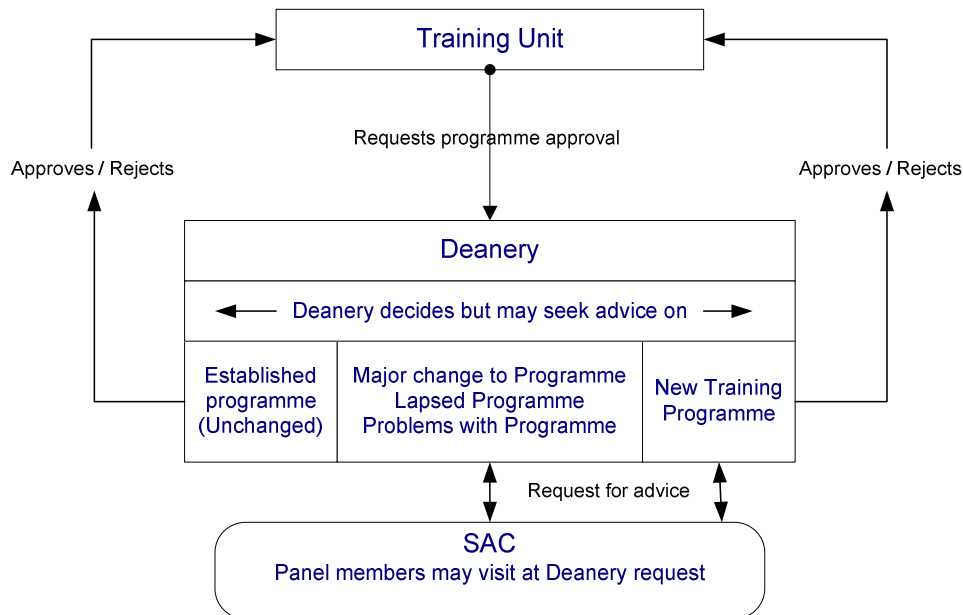 Training Unit
Requests programme approval
Approves / Rejects
Approves / Rejects
Deanery
Deanery decides but may seek advice on
Established
programme
(Unchanged)
Major change to Programme
Lapsed Programme
Problems with Programme
New Training
Programme
Request for advice
SAC
Panel members may visit at Deanery request